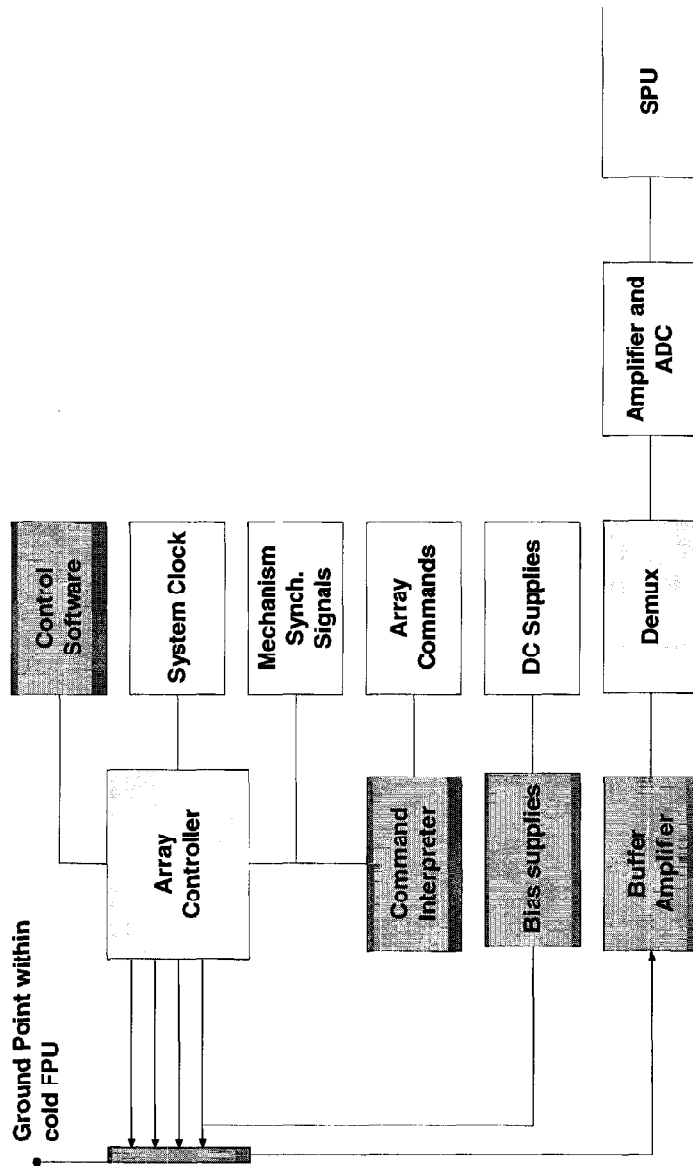 Ground Point within
cold FPU
Array
Controller
Control
Software
System Clock
Mechanism
Synch.
Signals
Command
Interpreter
Array
Commands
Bias supplies
DC Supplies
Buffer
Amplifier
Demux
Amplifier and
ADC
SPU